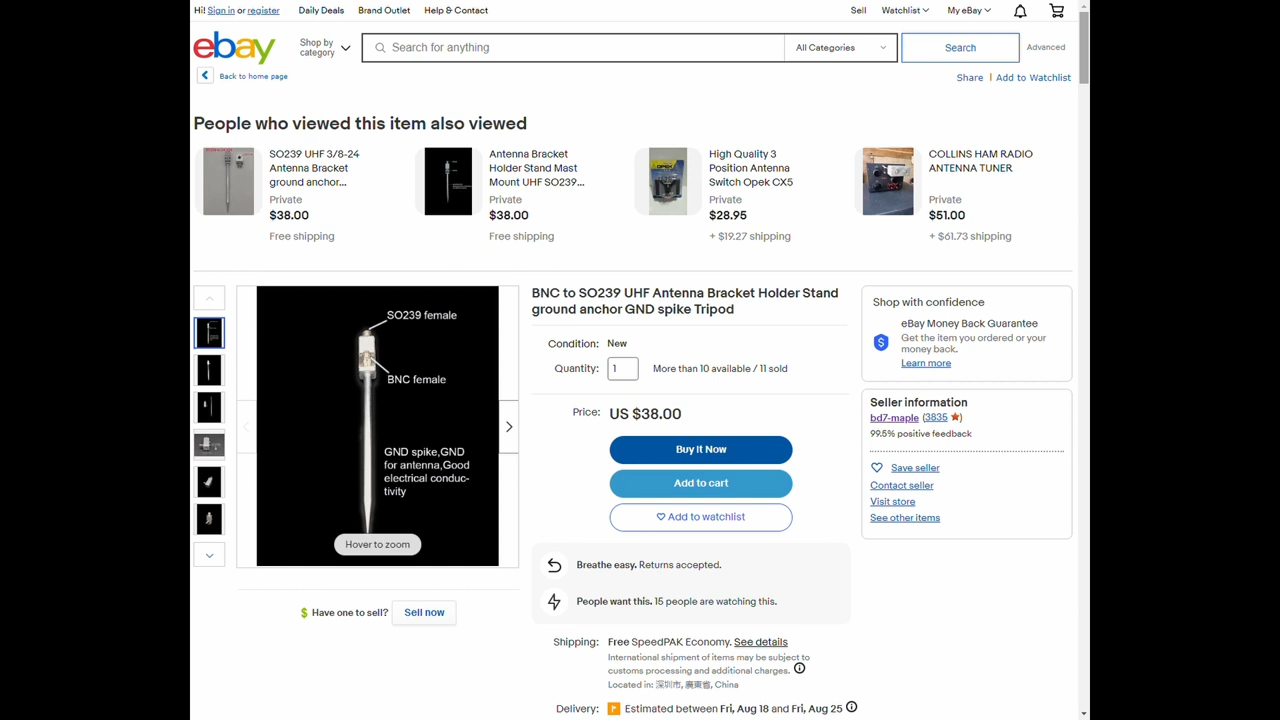 Hi! Sign in or register
Daily Deals
Brand Outlet
Help & Contact
Sell
Watchlist
My eBay
ebay
Shop by
category
Search for anything
All Categories
Search
Advanced
Back to home page
Share
Add to Watchlist
People who viewed this item also viewed
SO239 UHF 3/8-24
Antenna Bracket
ground anchor...
Private
$38.00
Free shipping
Antenna Bracket
Holder Stand Mast
Mount UHF SO239...
Private
$38.00
Free shipping
High Quality 3
Position Antenna
Switch Opek CX5
Private
$28.95
+ $19.27 shipping
COLLINS HAM RADIO
ANTENNA TUNER
Private
$51.00
+ $61.73 shipping
SO239 female
BNC female
GND spike,GND
for antenna,Good
electrical conduc-
tivity
Hover to zoom
$ Have one to sell?
Sell now
BNC to SO239 UHF Antenna Bracket Holder Stand
ground anchor GND spike Tripod
Condition: New
Quantity: 1 More than 10 available / 11 sold
Price: US $38.00
Buy It Now
Add to cart
Add to watchlist
Breathe easy. Returns accepted.
People want this. 15 people are watching this.
Shipping: Free SpeedPAK Economy. See details
International shipment of items may be subject to
customs processing and additional charges.
Located in: 深圳市, 廣東省, China
Delivery: Estimated between Fri, Aug 18 and Fri, Aug 25
Shop with confidence
eBay Money Back Guarantee
Get the item you ordered or your
money back.
Learn more
Seller information
bd7-maple (3835)
99.5% positive feedback
Save seller
Contact seller
Visit store
See other items